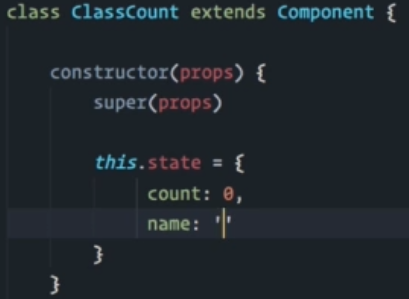 class ClassCount extends Component {
constructor(props) {
super(props)
this.state = {
count: 0,
name: ''
}
}